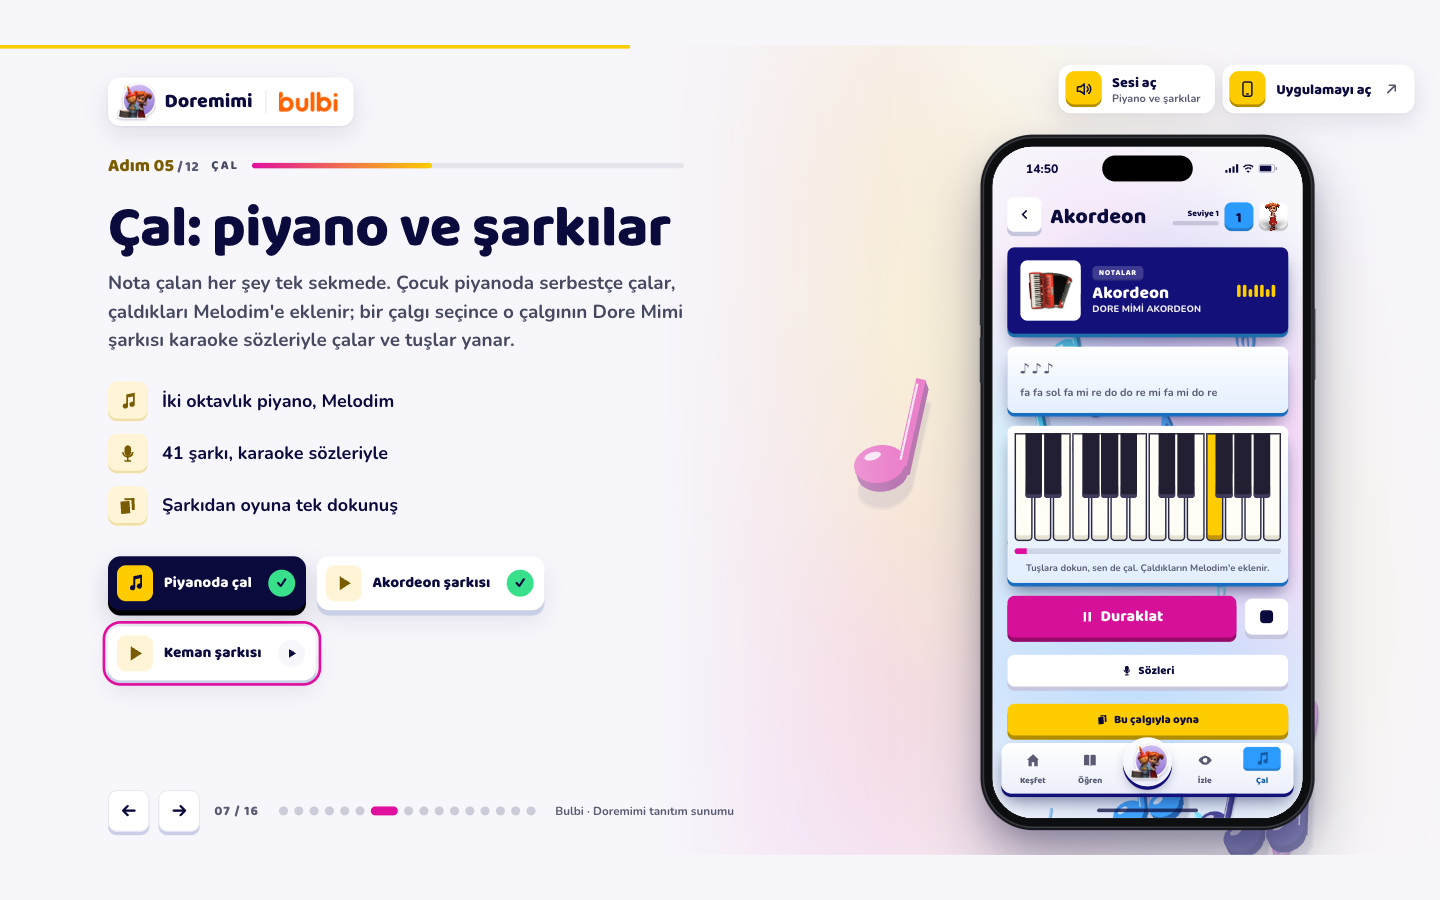 Doremimi
bulbi
Sesi aç
Piyano ve şarkılar
Uygulamayı aç
Adım 05 / 12 ÇAL
Çal: piyano ve şarkılar
Nota çalan her şey tek sekmede. Çocuk piyanoda serbestçe çalar,
çaldıkları Melodim'e eklenir; bir çalgı seçince o çalgının Dore Mimi
şarkısı karaoke sözleriyle çalar ve tuşlar yanar.
İki oktavlık piyano, Melodim
41 şarkı, karaoke sözleriyle
Şarkıdan oyuna tek dokunuş
Piyanoda çal
Akordeon şarkısı
Keman şarkısı
07 / 16
Bulbi · Doremimi tanıtım sunumu
14:50
Akordeon
Seviye 1
1
NOTALAR
Akordeon
DORE MİMİ AKORDEON
♪♪♪
fa fa sol fa mi re do do re mi fa mi do re
Tuşlara dokun, sen de çal. Çaldıkların Melodim'e eklenir.
Duraklat
Sözleri
Bu çalgıyla oyna
Keşfet
Öğren
İzle
Çal